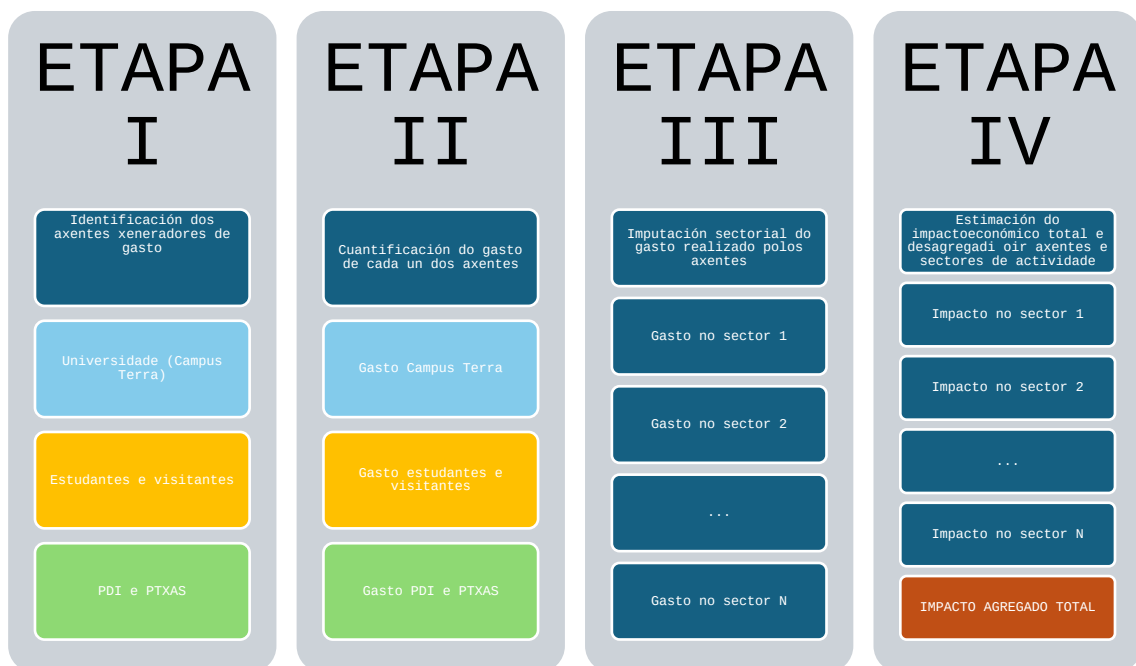 ETAPA
I
Identificación dos
axentes xeneradores de
gasto
Universidade (Campus
Terra)
Estudantes e visitantes
PDI e PTXAS
ETAPA
II
Cuantificación do gasto
de cada un dos axentes
Gasto Campus Terra
Gasto estudantes e
visitantes
Gasto PDI e PTXAS
ETAPA
III
Imputación sectorial do
gasto realizado polos
axentes
Gasto no sector 1
Gasto no sector 2
...
Gasto no sector N
ETAPA
IV
Estimación do
impactoeconómico total e
desagregadi oir axentes e
sectores de actividade
Impacto no sector 1
Impacto no sector 2
...
Impacto no sector N
IMPACTO AGREGADO TOTAL